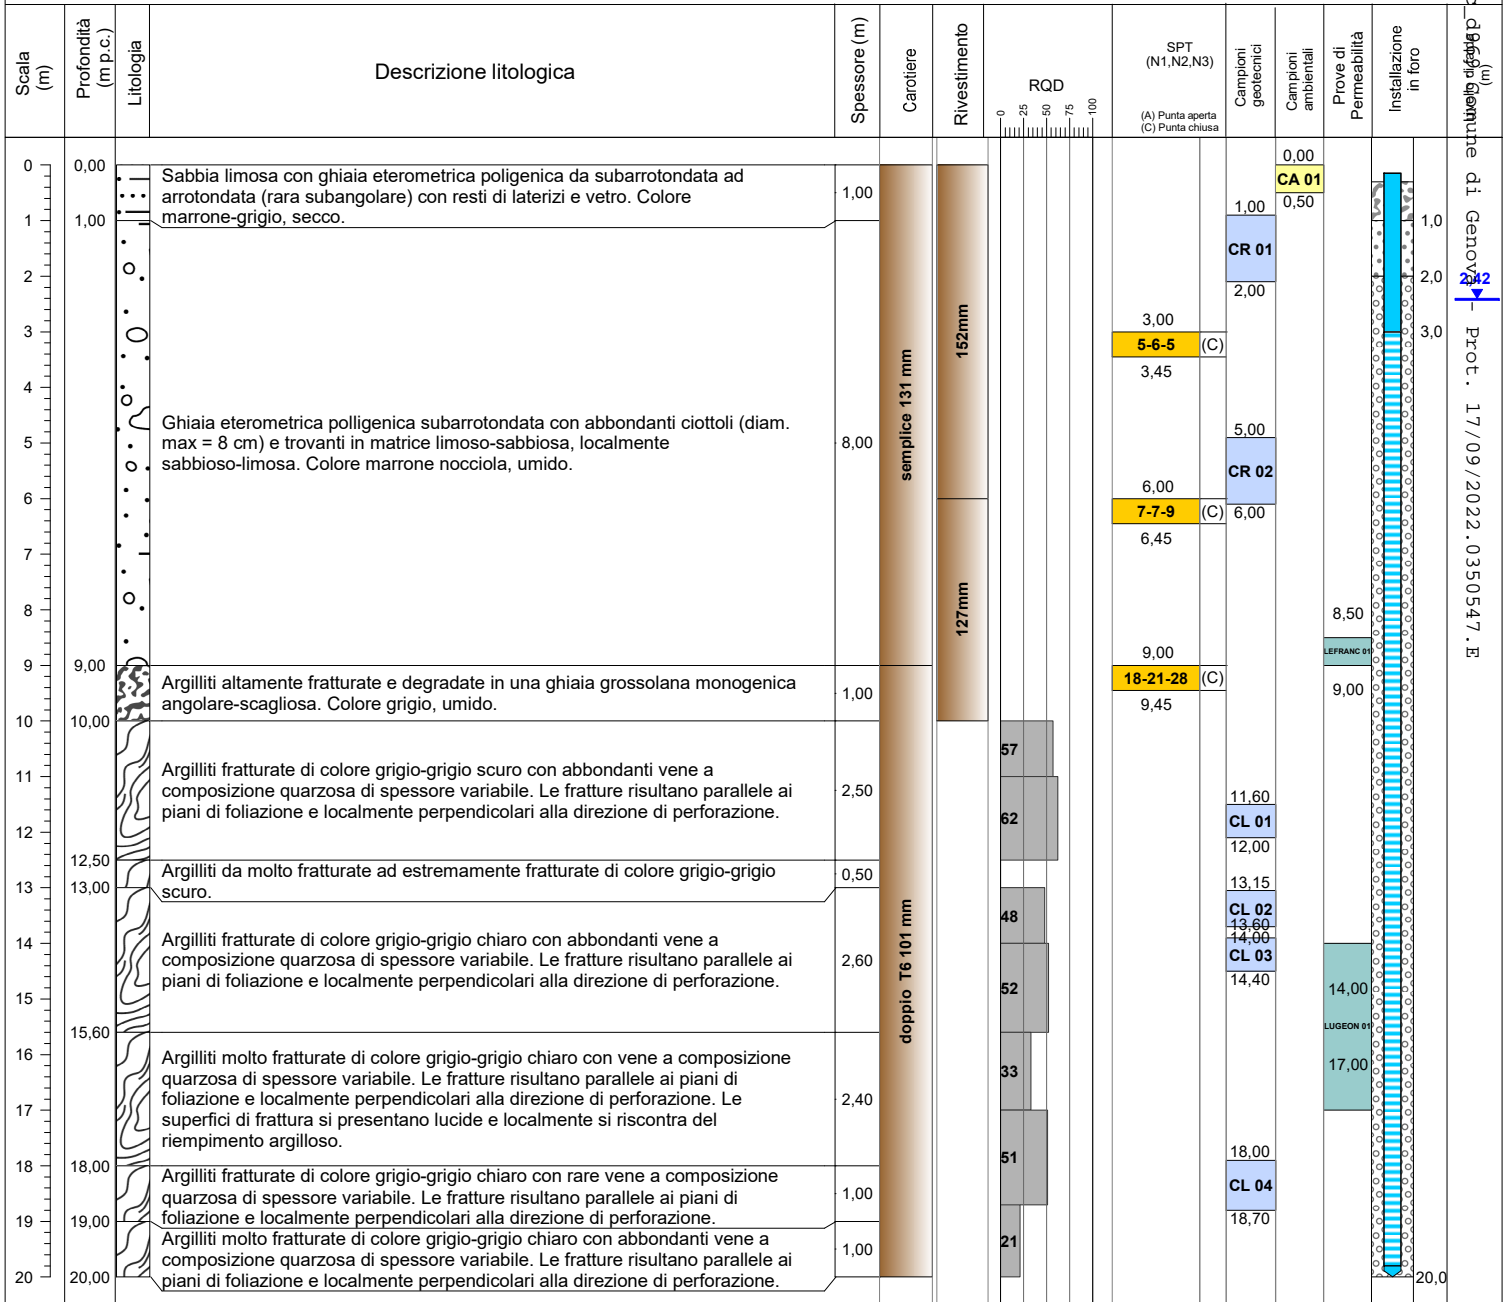 Scala
(m)
Profondità
(m p.c.)
Litologia
Descrizione litologica
Spessore (m)
Carotiere
Rivestimento
RQD
0 25 50 75 100
SPT
(N1,N2,N3)
(A) Punta aperta
(C) Punta chiusa
Campioni
geotecnici
Campioni
ambientali
Prove di
Permeabilità
Installazione
in foro
(m)
comune di Genova - Prot. 17/09/2022.0350547.E
0
1
2
3
4
5
6
7
8
9
10
11
12
13
14
15
16
17
18
19
20
0,00
1,00
9,00
10,00
12,50
13,00
15,60
18,00
19,00
20,00
Sabbia limosa con ghiaia eterometrica poligenica da subarrotondata ad
arrotondata (rara subangolare) con resti di laterizi e vetro. Colore
marrone-grigio, secco.
Ghiaia eterometrica polligenica subarrotondata con abbondanti ciottoli (diam.
max = 8 cm) e trovanti in matrice limoso-sabbiosa, localmente
sabbioso-limosa. Colore marrone nocciola, umido.
Argilliti altamente fratturate e degradate in una ghiaia grossolana monogenica
angolare-scagliosa. Colore grigio, umido.
Argilliti fratturate di colore grigio-grigio scuro con abbondanti vene a
composizione quarzosa di spessore variabile. Le fratture risultano parallele ai
piani di foliazione e localmente perpendicolari alla direzione di perforazione.
Argilliti da molto fratturate ad estremamente fratturate di colore grigio-grigio
scuro.
Argilliti fratturate di colore grigio-grigio chiaro con abbondanti vene a
composizione quarzosa di spessore variabile. Le fratture risultano parallele ai
piani di foliazione e localmente perpendicolari alla direzione di perforazione.
Argilliti molto fratturate di colore grigio-grigio chiaro con vene a composizione
quarzosa di spessore variabile. Le fratture risultano parallele ai piani di
foliazione e localmente perpendicolari alla direzione di perforazione. Le
superfici di frattura si presentano lucide e localmente si riscontra del
riempimento argilloso.
Argilliti fratturate di colore grigio-grigio chiaro con rare vene a composizione
quarzosa di spessore variabile. Le fratture risultano parallele ai piani di
foliazione e localmente perpendicolari alla direzione di perforazione.
Argilliti molto fratturate di colore grigio-grigio chiaro con abbondanti vene a
composizione quarzosa di spessore variabile. Le fratture risultano parallele ai
piani di foliazione e localmente perpendicolari alla direzione di perforazione.
1,00
8,00
1,00
2,50
0,50
2,60
2,40
1,00
1,00
semplice 131 mm
doppio T6 101 mm
152mm
127mm
57
62
48
52
33
51
21
3,00
5-6-5 (C)
3,45
6,00
7-7-9 (C)
6,45
9,00
18-21-28 (C)
9,45
1,00
CR 01
2,00
5,00
CR 02
6,00
11,60
CL 01
12,00
13,15
CL 02
13,60
14,00
CL 03
14,40
18,00
CL 04
18,70
0,00
CA 01
0,50
8,50
LEFRANC 01
9,00
14,00
LUGEON 01
17,00
1,0
2,0
3,0
20,0
2,42